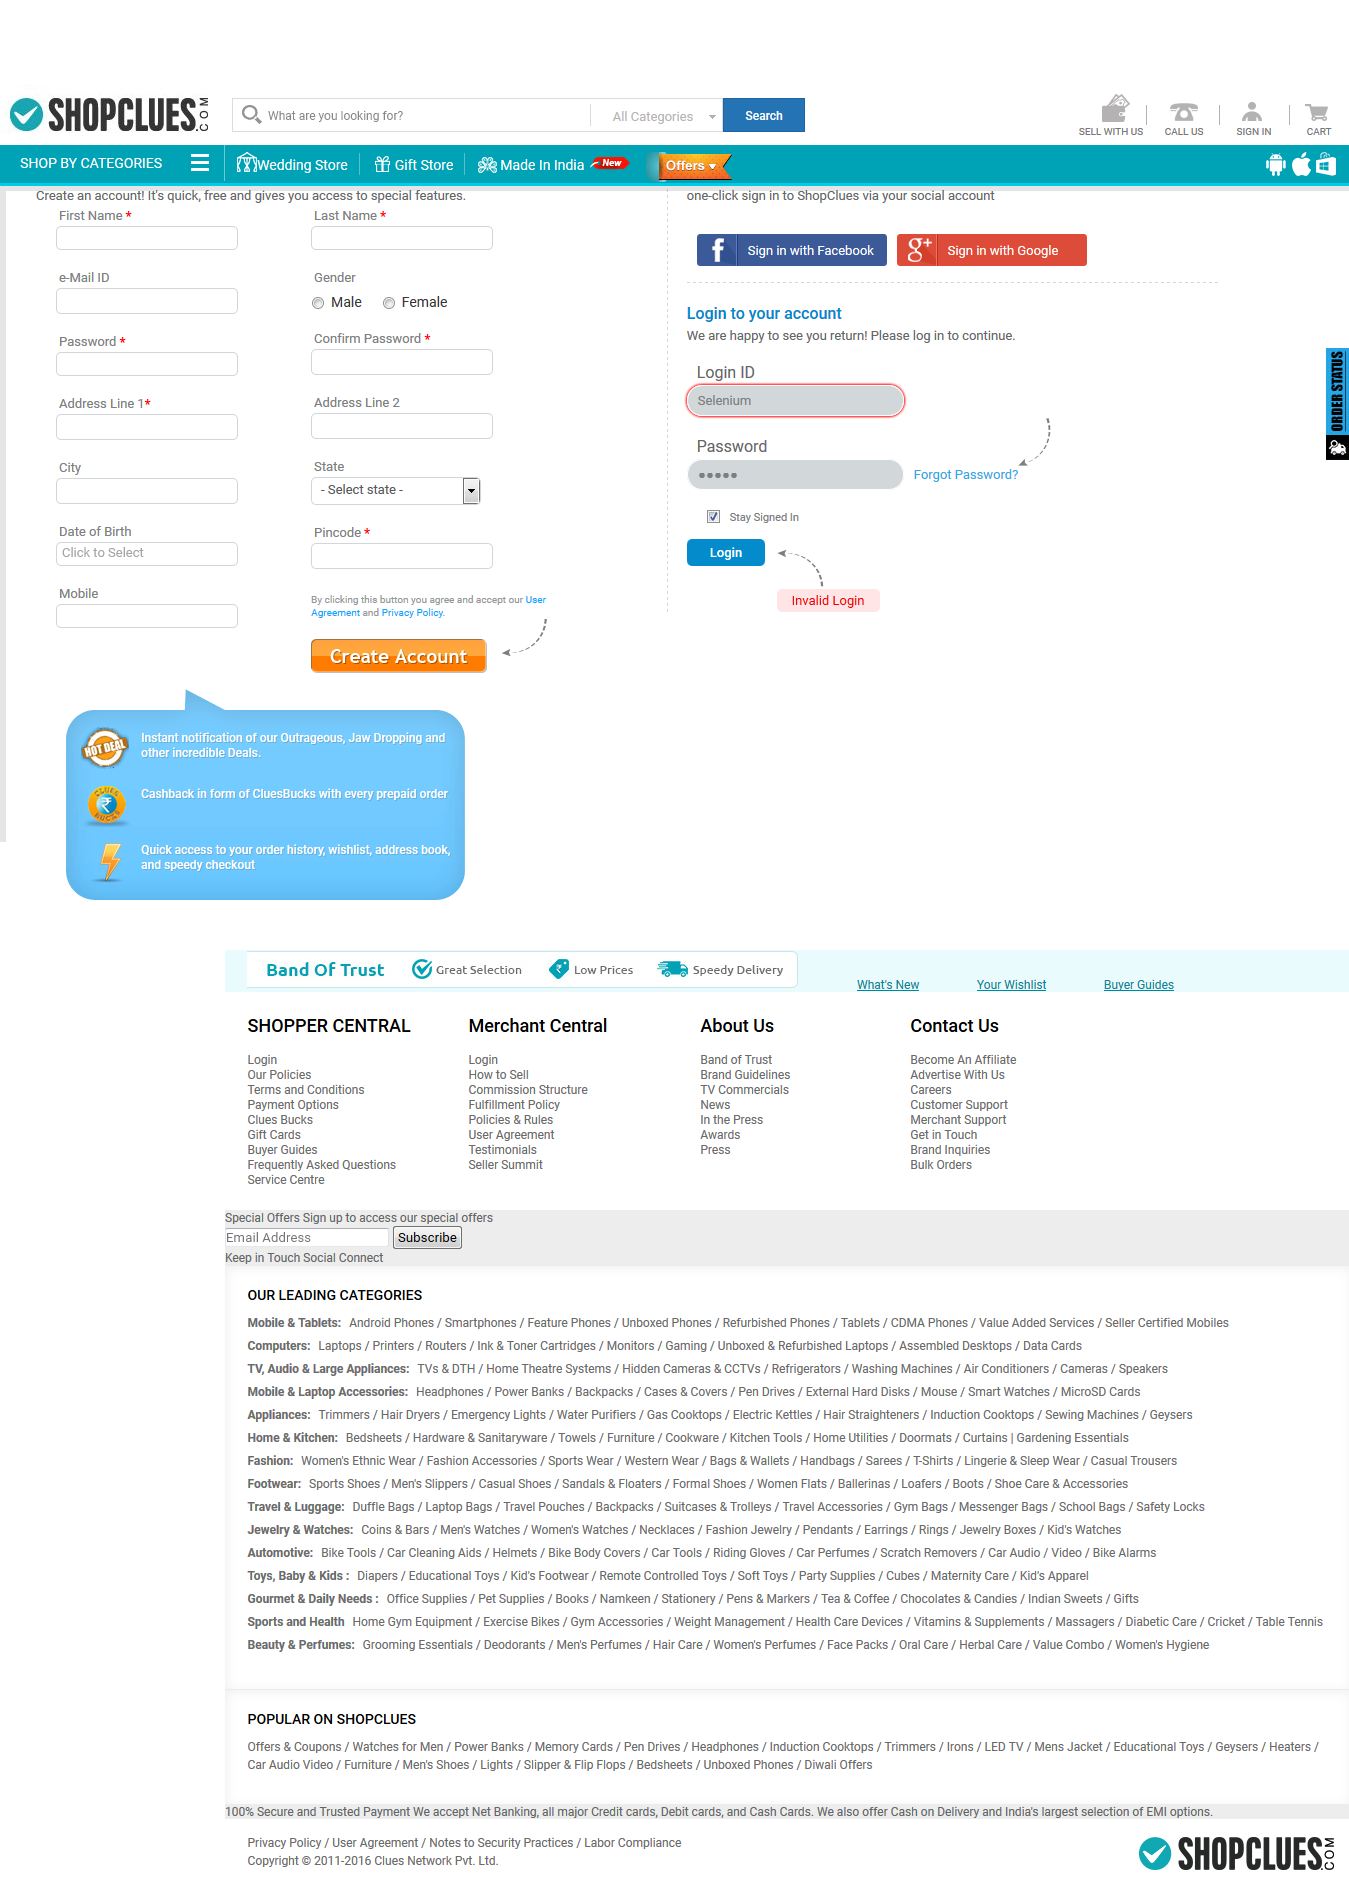 SHOPCLUES.COM
What are you looking for?
All Categories
Search
SELL WITH US
CALL US
SIGN IN
CART
SHOP BY CATEGORIES
Wedding Store
Gift Store
Made In India
New
Offers
Create an account! It's quick, free and gives you access to special features.
First Name *
Last Name *
e-Mail ID
Gender
Male
Female
Password *
Confirm Password *
Address Line 1*
Address Line 2
City
State
- Select state -
Date of Birth
Click to Select
Pincode *
Mobile
By clicking this button you agree and accept our User
Agreement and Privacy Policy.
Create Account
one-click sign in to ShopClues via your social account
Sign in with Facebook
Sign in with Google
Login to your account
We are happy to see you return! Please log in to continue.
Login ID
Selenium
Password
•••••
Forgot Password?
Stay Signed In
Login
Invalid Login
ORDER STATUS
HOT DEAL
Instant notification of our Outrageous, Jaw Dropping and
other incredible Deals.
CLUES BUCKS
Cashback in form of CluesBucks with every prepaid order
Quick access to your order history, wishlist, address book,
and speedy checkout
Band Of Trust
Great Selection
Low Prices
Speedy Delivery
What's New
Your Wishlist
Buyer Guides
SHOPPER CENTRAL
Login
Our Policies
Terms and Conditions
Payment Options
Clues Bucks
Gift Cards
Buyer Guides
Frequently Asked Questions
Service Centre
Merchant Central
Login
How to Sell
Commission Structure
Fulfillment Policy
Policies & Rules
User Agreement
Testimonials
Seller Summit
About Us
Band of Trust
Brand Guidelines
TV Commercials
News
In the Press
Awards
Press
Contact Us
Become An Affiliate
Advertise With Us
Careers
Customer Support
Merchant Support
Get in Touch
Brand Inquiries
Bulk Orders
Special Offers Sign up to access our special offers
Email Address
Subscribe
Keep in Touch Social Connect
OUR LEADING CATEGORIES
Mobile & Tablets: Android Phones / Smartphones / Feature Phones / Unboxed Phones / Refurbished Phones / Tablets / CDMA Phones / Value Added Services / Seller Certified Mobiles
Computers: Laptops / Printers / Routers / Ink & Toner Cartridges / Monitors / Gaming / Unboxed & Refurbished Laptops / Assembled Desktops / Data Cards
TV, Audio & Large Appliances: TVs & DTH / Home Theatre Systems / Hidden Cameras & CCTVs / Refrigerators / Washing Machines / Air Conditioners / Cameras / Speakers
Mobile & Laptop Accessories: Headphones / Power Banks / Backpacks / Cases & Covers / Pen Drives / External Hard Disks / Mouse / Smart Watches / MicroSD Cards
Appliances: Trimmers / Hair Dryers / Emergency Lights / Water Purifiers / Gas Cooktops / Electric Kettles / Hair Straighteners / Induction Cooktops / Sewing Machines / Geysers
Home & Kitchen: Bedsheets / Hardware & Sanitaryware / Towels / Furniture / Cookware / Kitchen Tools / Home Utilities / Doormats / Curtains | Gardening Essentials
Fashion: Women's Ethnic Wear / Fashion Accessories / Sports Wear / Western Wear / Bags & Wallets / Handbags / Sarees / T-Shirts / Lingerie & Sleep Wear / Casual Trousers
Footwear: Sports Shoes / Men's Slippers / Casual Shoes / Sandals & Floaters / Formal Shoes / Women Flats / Ballerinas / Loafers / Boots / Shoe Care & Accessories
Travel & Luggage: Duffle Bags / Laptop Bags / Travel Pouches / Backpacks / Suitcases & Trolleys / Travel Accessories / Gym Bags / Messenger Bags / School Bags / Safety Locks
Jewelry & Watches: Coins & Bars / Men's Watches / Women's Watches / Necklaces / Fashion Jewelry / Pendants / Earrings / Rings / Jewelry Boxes / Kid's Watches
Automotive: Bike Tools / Car Cleaning Aids / Helmets / Bike Body Covers / Car Tools / Riding Gloves / Car Perfumes / Scratch Removers / Car Audio / Video / Bike Alarms
Toys, Baby & Kids : Diapers / Educational Toys / Kid's Footwear / Remote Controlled Toys / Soft Toys / Party Supplies / Cubes / Maternity Care / Kid's Apparel
Gourmet & Daily Needs : Office Supplies / Pet Supplies / Books / Namkeen / Stationery / Pens & Markers / Tea & Coffee / Chocolates & Candies / Indian Sweets / Gifts
Sports and Health Home Gym Equipment / Exercise Bikes / Gym Accessories / Weight Management / Health Care Devices / Vitamins & Supplements / Massagers / Diabetic Care / Cricket / Table Tennis
Beauty & Perfumes: Grooming Essentials / Deodorants / Men's Perfumes / Hair Care / Women's Perfumes / Face Packs / Oral Care / Herbal Care / Value Combo / Women's Hygiene
POPULAR ON SHOPCLUES
Offers & Coupons / Watches for Men / Power Banks / Memory Cards / Pen Drives / Headphones / Induction Cooktops / Trimmers / Irons / LED TV / Mens Jacket / Educational Toys / Geysers / Heaters /
Car Audio Video / Furniture / Men's Shoes / Lights / Slipper & Flip Flops / Bedsheets / Unboxed Phones / Diwali Offers
100% Secure and Trusted Payment We accept Net Banking, all major Credit cards, Debit cards, and Cash Cards. We also offer Cash on Delivery and India's largest selection of EMI options.
Privacy Policy / User Agreement / Notes to Security Practices / Labor Compliance
Copyright © 2011-2016 Clues Network Pvt. Ltd.
SHOPCLUES.COM